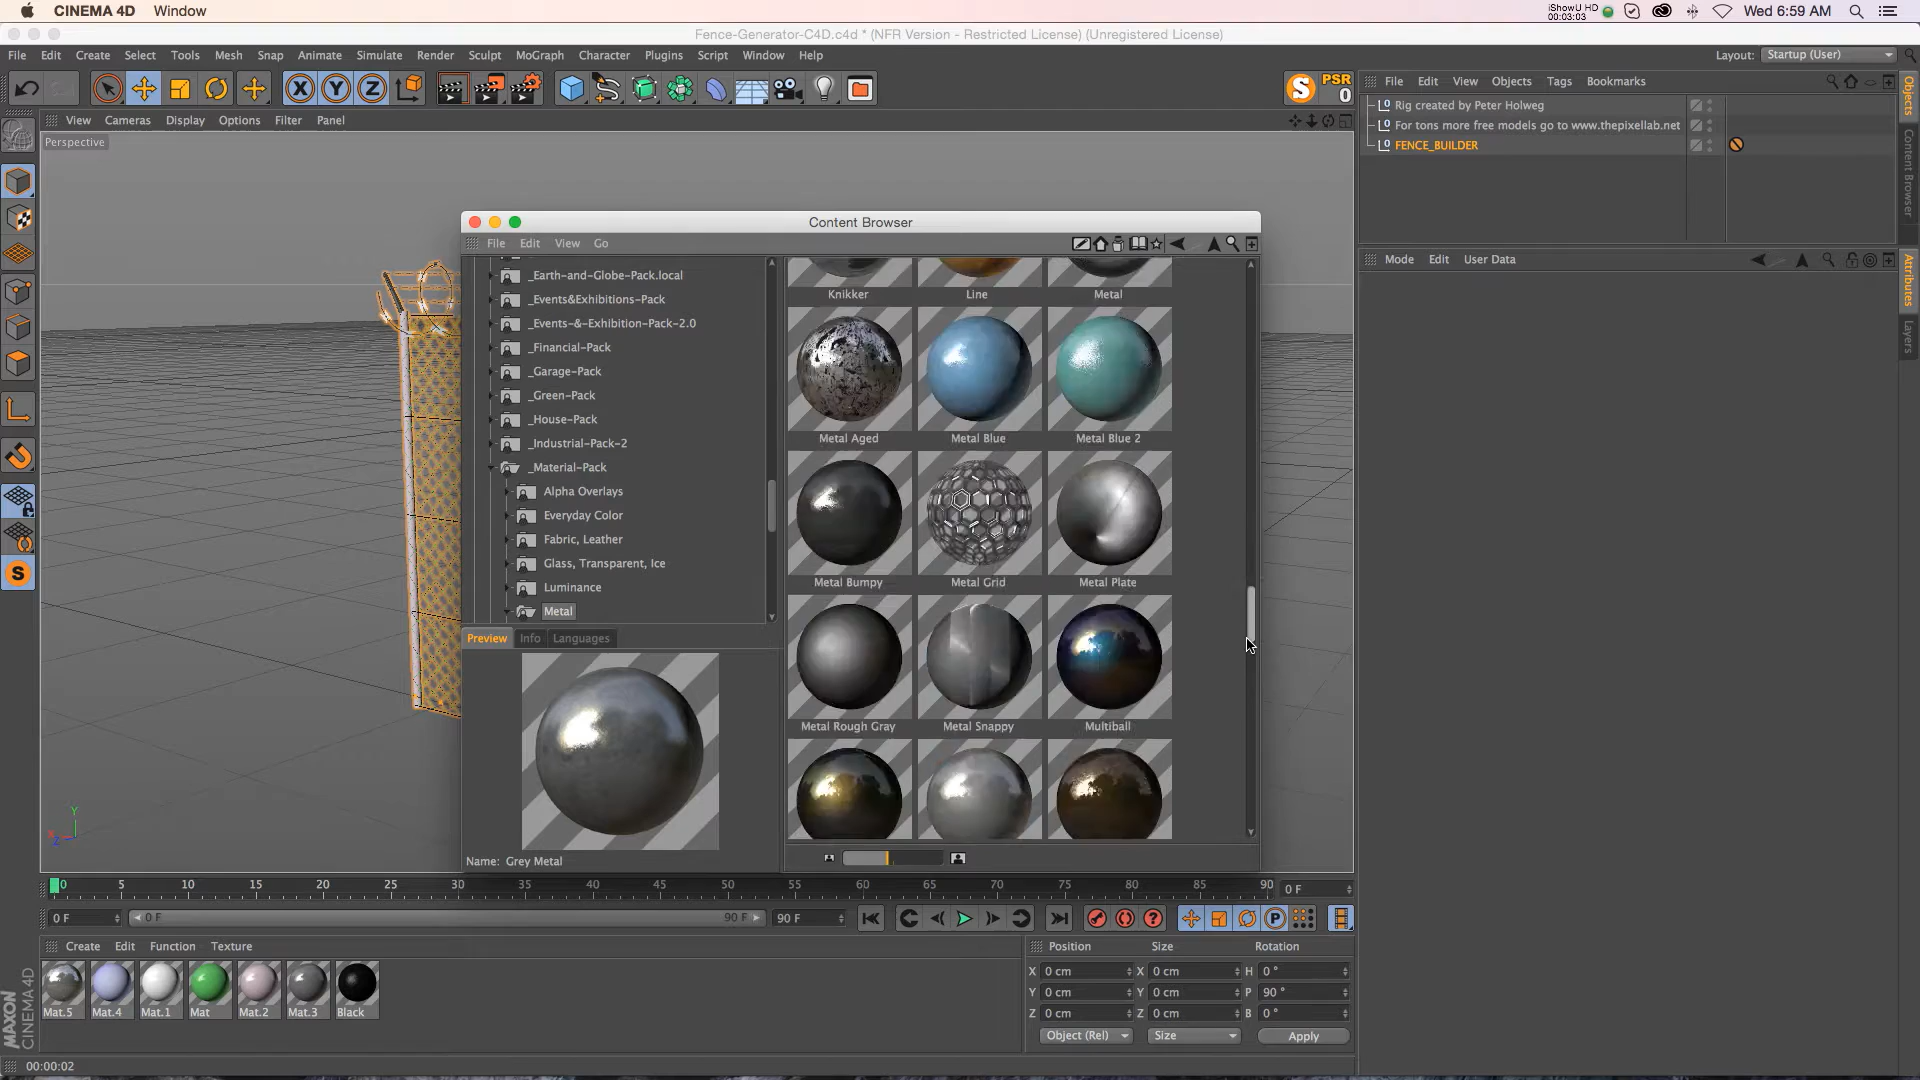 CINEMA 4D Window
iShowU HD
00:03:03
Wed 6:59 AM
Fence-Generator-C4D.c4d * (NFR Version - Restricted License) (Unregistered License)
File Edit Create Select Tools Mesh Snap Animate Simulate Render Sculpt MoGraph Character Plugins Script Window Help
Layout: Startup (User)
X Y Z
PSR
0
File Edit View Objects Tags Bookmarks
View Cameras Display Options Filter Panel
Perspective
Rig created by Peter Holweg
For tons more free models go to www.thepixellab.net
FENCE_BUILDER
Objects
Content Browser
Attributes
Layers
Mode Edit User Data
Content Browser
File Edit View Go
_Earth-and-Globe-Pack.local
_Events&Exhibitions-Pack
_Events-&-Exhibition-Pack-2.0
_Financial-Pack
_Garage-Pack
_Green-Pack
_House-Pack
_Industrial-Pack-2
_Material-Pack
Alpha Overlays
Everyday Color
Fabric, Leather
Glass, Transparent, Ice
Luminance
Metal
Knikker Line Metal
Metal Aged Metal Blue Metal Blue 2
Metal Bumpy Metal Grid Metal Plate
Metal Rough Gray Metal Snappy Multiball
Preview Info Languages
Name: Grey Metal
0 5 10 15 20 25 30 35 40 45 50 55 60 65 70 75 80 85 90 0 F
0 F 0 F 90 F 90 F
Create Edit Function Texture
Mat.5 Mat.4 Mat.1 Mat Mat.2 Mat.3 Black
Position Size Rotation
X 0 cm X 0 cm H 0 °
Y 0 cm Y 0 cm P 90 °
Z 0 cm Z 0 cm B 0 °
Object (Rel) Size Apply
MAXON
CINEMA 4D
00:00:02